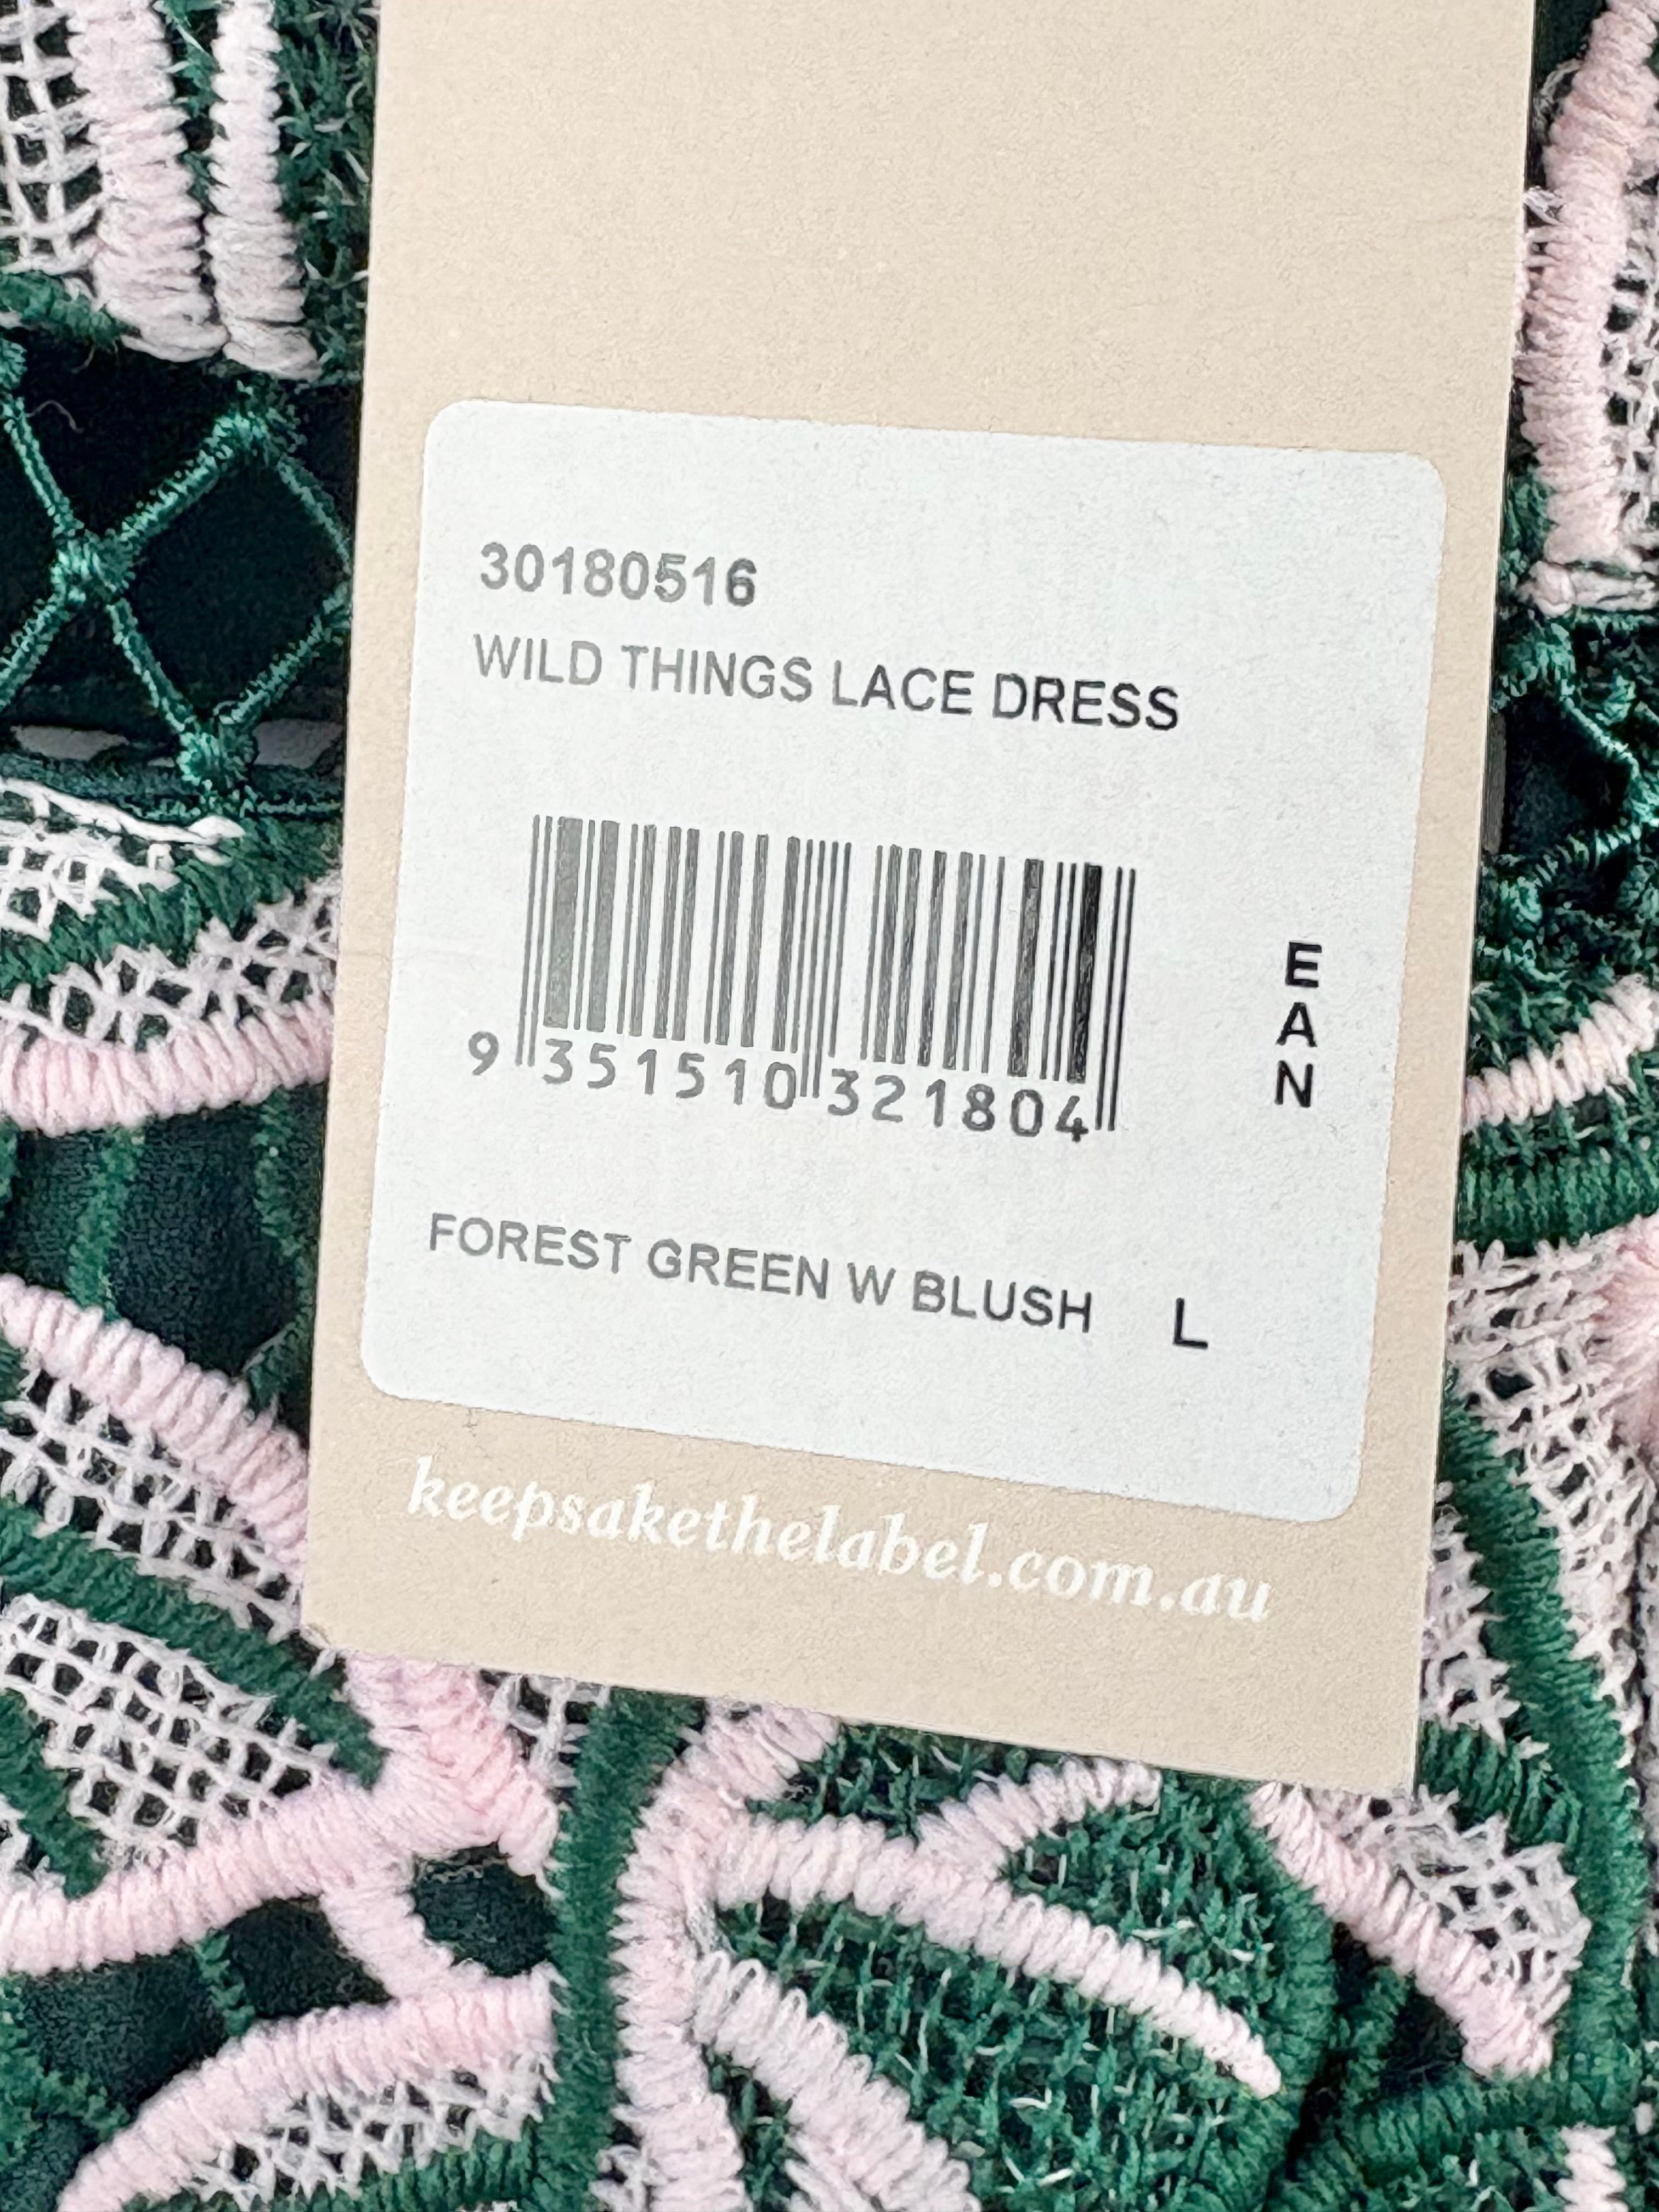 30180516
WILD THINGS LACE DRESS
9 351510 321804
EAN
FOREST GREEN W BLUSH L
keepsakethelabel.com.au